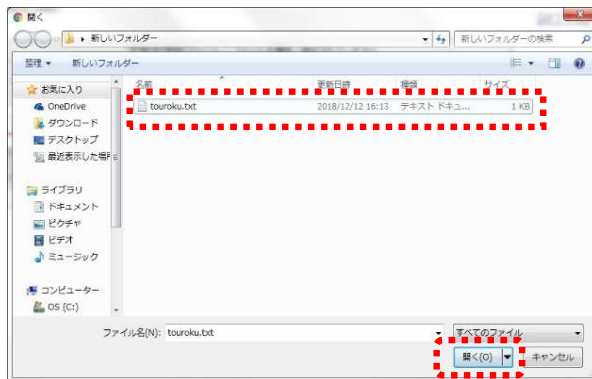 開く
新しいフォルダー
新しいフォルダーの検索
整理
新しいフォルダー
お気に入り
OneDrive
ダウンロード
デスクトップ
最近表示した場所
ライブラリ
ドキュメント
ピクチャ
ビデオ
ミュージック
コンピューター
OS (C:)
名前 更新日時 種類 サイズ
touroku.txt 2018/12/12 16:13 テキスト ドキュ... 1 KB
ファイル名(N): touroku.txt
すべてのファイル
開く(O) キャンセル